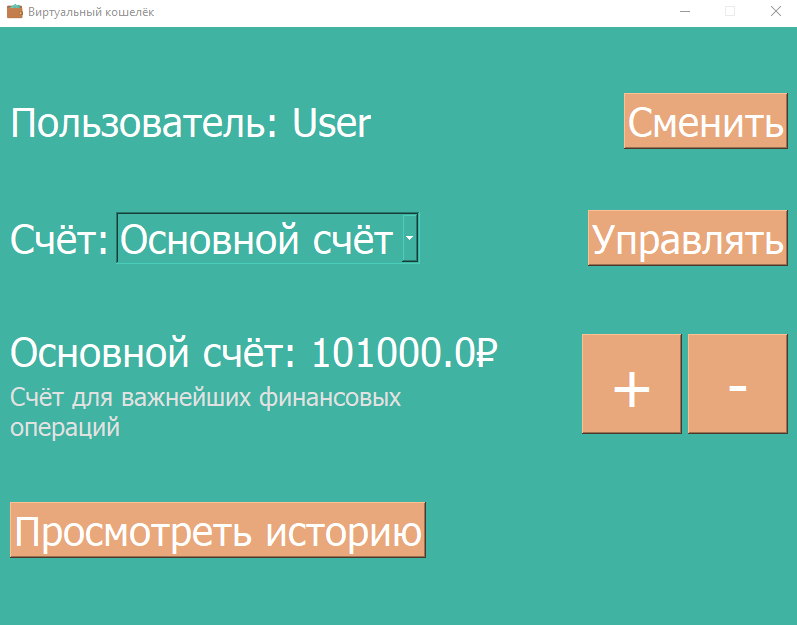 Виртуальный кошелёк
Пользователь: User
Сменить
Счёт: Основной счёт
Управлять
Основной счёт: 101000.0₽
Счёт для важнейших финансовых
операций
+
-
Просмотреть историю